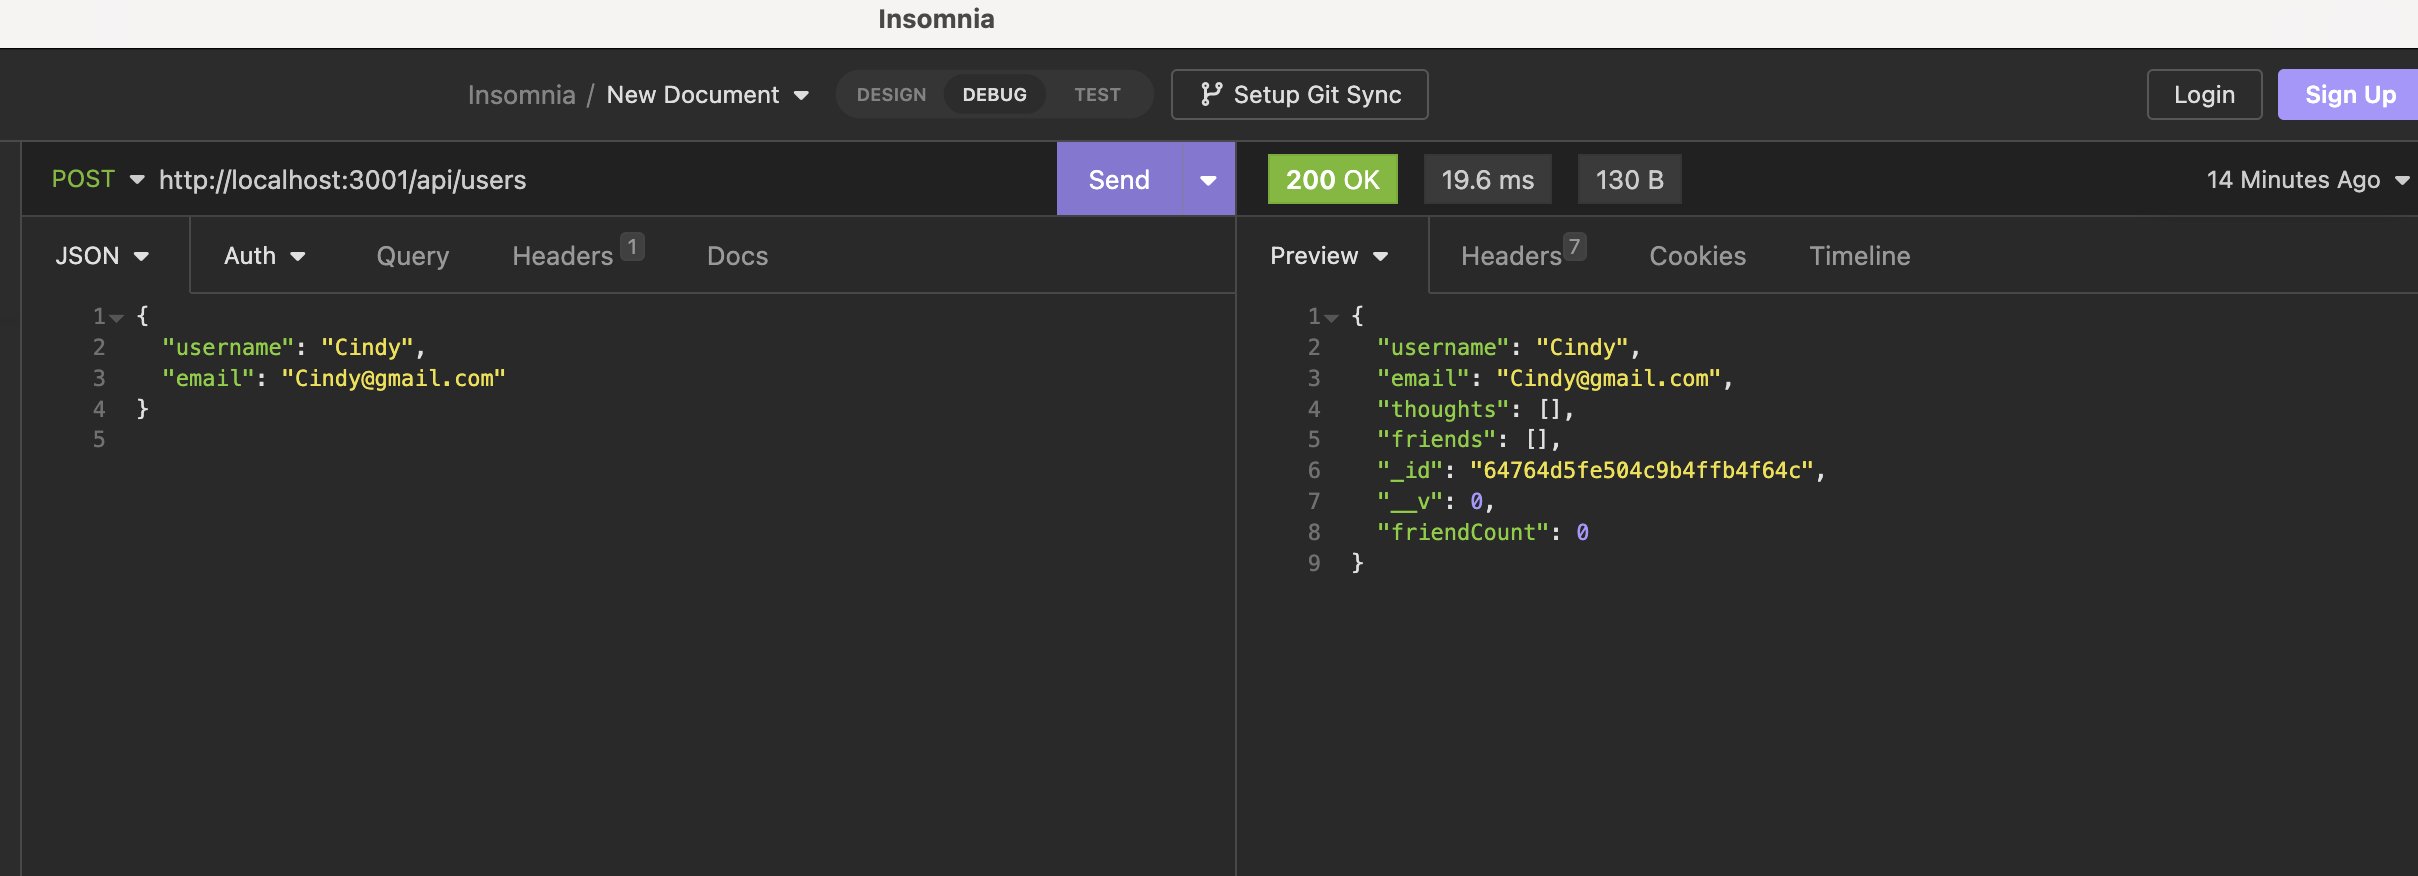 Insomnia
Insomnia / New Document DESIGN DEBUG TEST Setup Git Sync Login Sign Up
POST http://localhost:3001/api/users Send 200 OK 19.6 ms 130 B 14 Minutes Ago
JSON Auth Query Headers 1 Docs
1 {
2 "username": "Cindy",
3 "email": "Cindy@gmail.com"
4 }
5
Preview Headers 7 Cookies Timeline
1 {
2 "username": "Cindy",
3 "email": "Cindy@gmail.com",
4 "thoughts": [],
5 "friends": [],
6 "_id": "64764d5fe504c9b4ffb4f64c",
7 "__v": 0,
8 "friendCount": 0
9 }